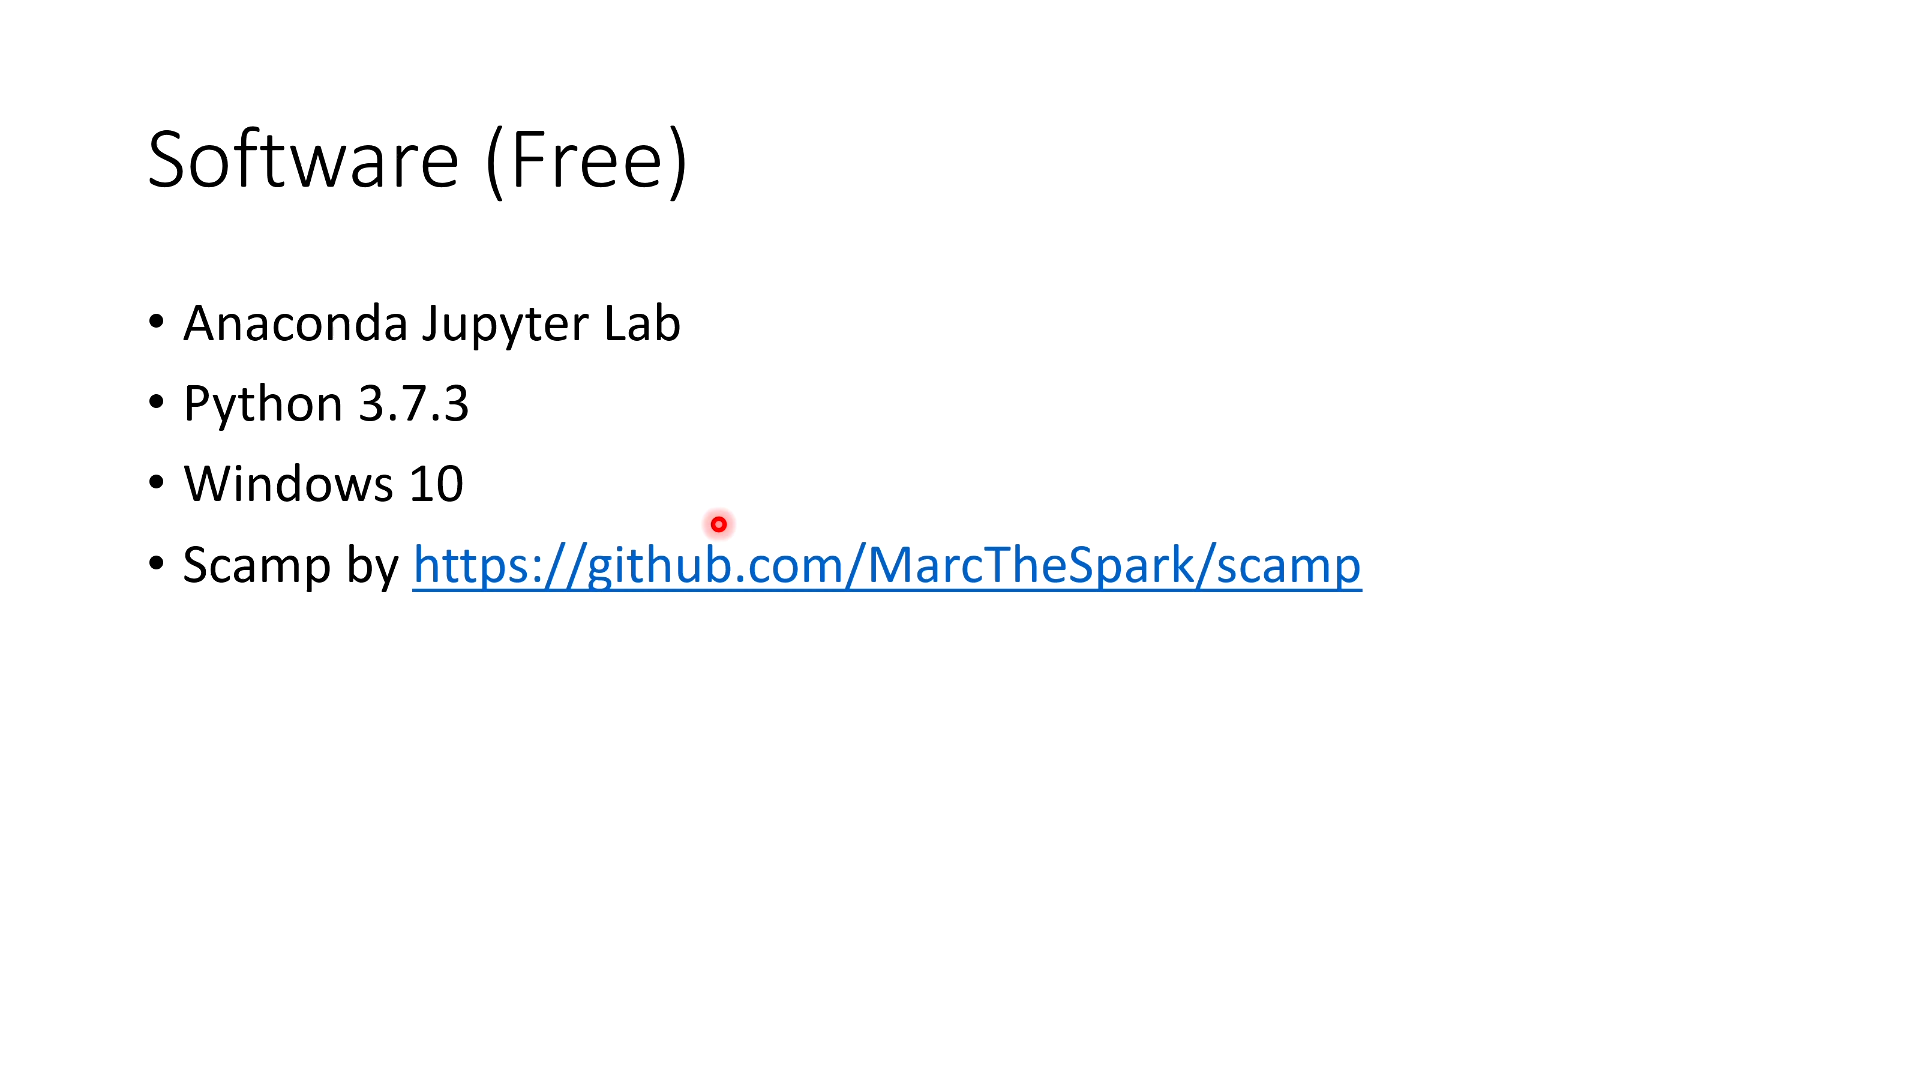 Software (Free)
• Anaconda Jupyter Lab
• Python 3.7.3
• Windows 10
• Scamp by https://github.com/MarcTheSpark/scamp